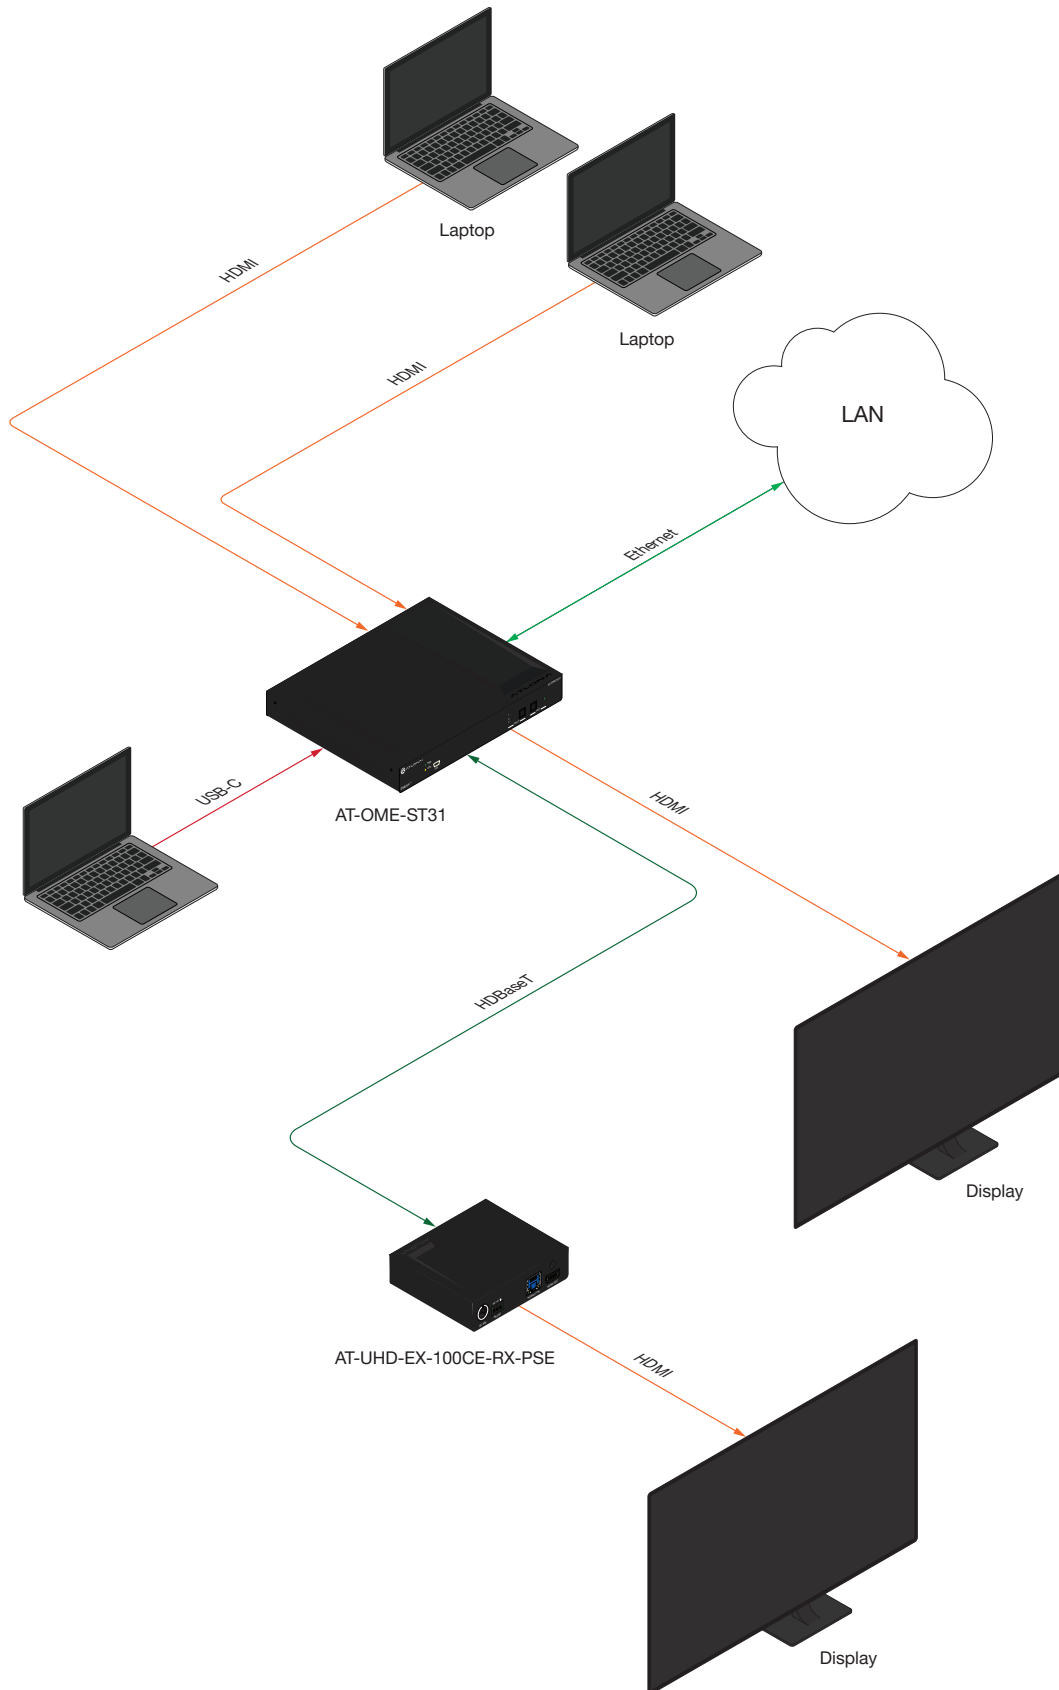 Laptop
HDMI
Laptop
HDMI
LAN
Ethernet
ATLONA
USB-C
AT-OME-ST31
HDMI
HDBaseT
Display
AT-UHD-EX-100CE-RX-PSE
HDMI
Display